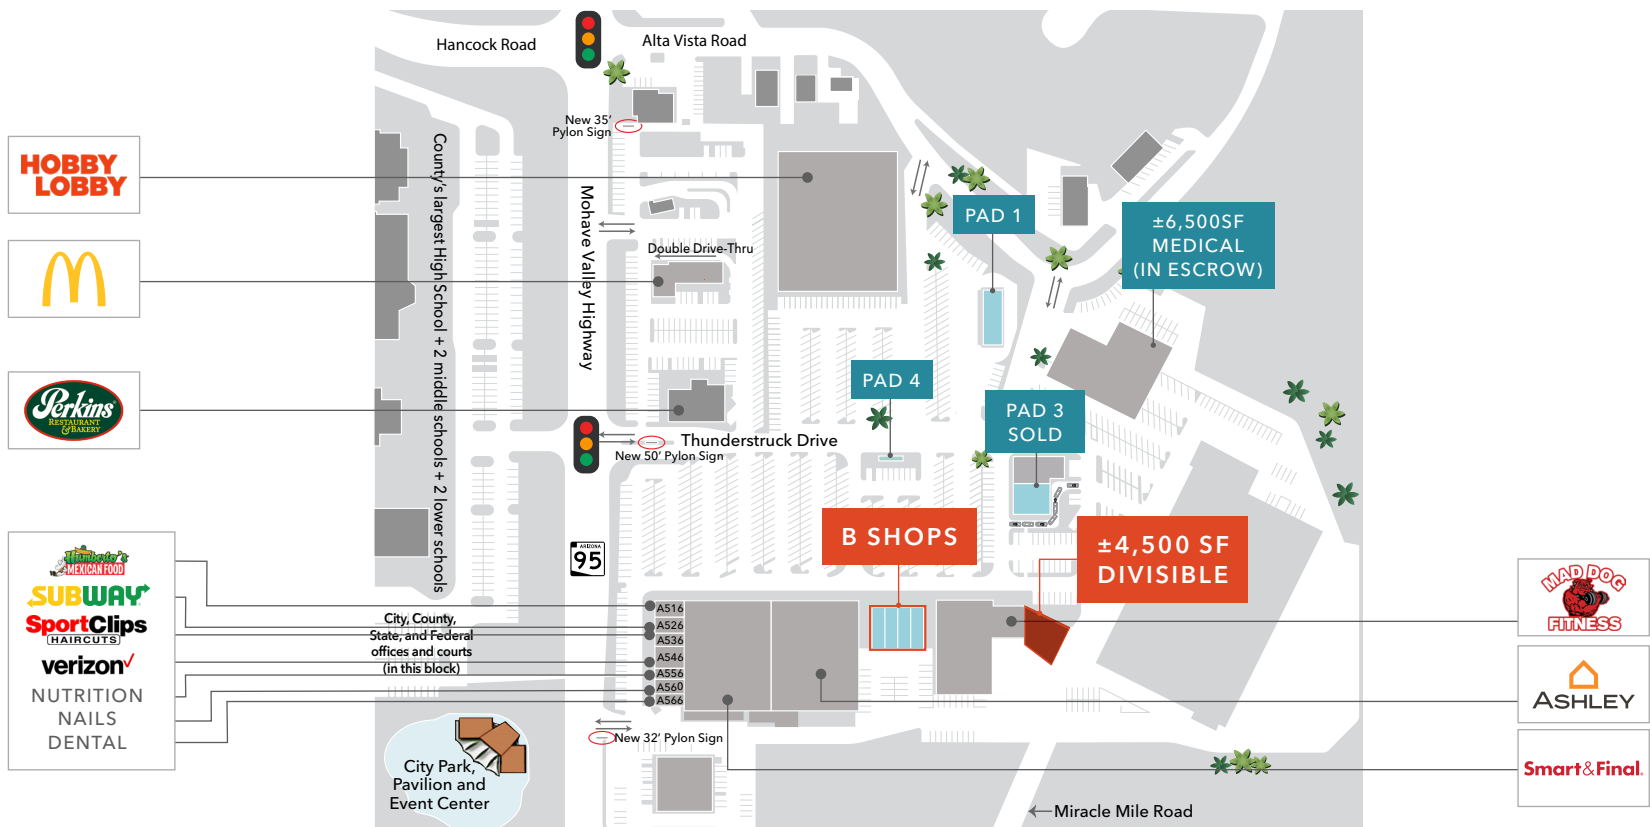 Hancock Road
Alta Vista Road
New 35'
Pylon Sign
HOBBY
LOBBY
County's largest High School + 2 middle schools + 2 lower schools
Mohave Valley Highway
PAD 1
±6,500SF
MEDICAL
(IN ESCROW)
Double Drive-Thru
PAD 4
Perkins
RESTAURANT
& BAKERY
PAD 3
SOLD
Thunderstruck Drive
New 50' Pylon Sign
B SHOPS
±4,500 SF
DIVISIBLE
ARIZONA
95
Humberto's
MEXICAN FOOD
SUBWAY
SportClips
HAIRCUTS
verizon
NUTRITION
NAILS
DENTAL
City, County,
State, and Federal
offices and courts
(in this block)
A516
A526
A536
A546
A556
A560
A566
MAD DOG
FITNESS
ASHLEY
Smart&Final.
New 32' Pylon Sign
City Park,
Pavilion and
Event Center
Miracle Mile Road